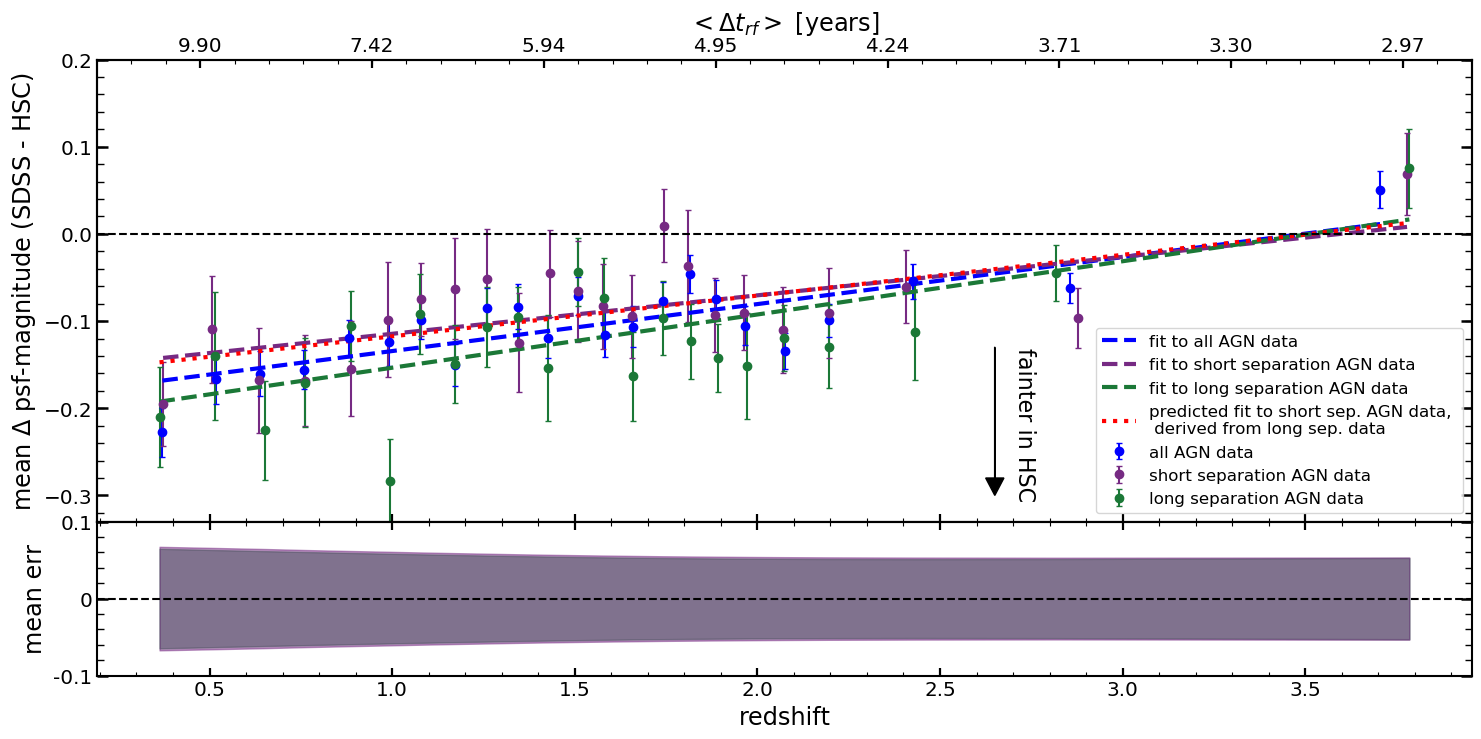 < Δt_rf > [years]
9.90 7.42 5.94 4.95 4.24 3.71 3.30 2.97
mean Δ psf-magnitude (SDSS - HSC)
0.2
0.1
0.0
−0.1
−0.2
−0.3
fainter in HSC
fit to all AGN data
fit to short separation AGN data
fit to long separation AGN data
predicted fit to short sep. AGN data,
derived from long sep. data
all AGN data
short separation AGN data
long separation AGN data
mean err
0.1
0
-0.1
0.5 1.0 1.5 2.0 2.5 3.0 3.5
redshift